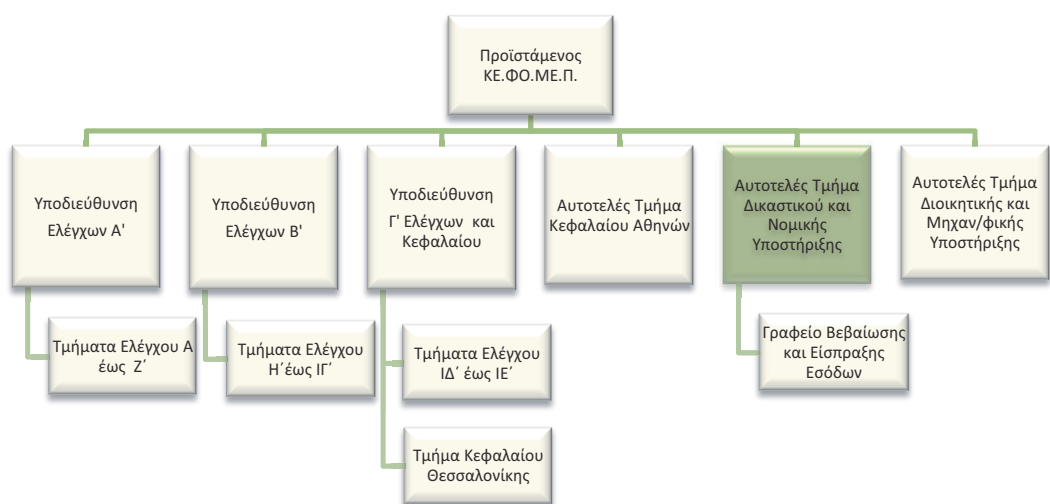 Προϊστάμενος
ΚΕ.ΦΟ.ΜΕ.Π.
Υποδιεύθυνση
Ελέγχων Α'
Υποδιεύθυνση
Ελέγχων Β'
Υποδιεύθυνση
Γ' Ελέγχων και
Κεφαλαίου
Αυτοτελές Τμήμα
Κεφαλαίου Αθηνών
Αυτοτελές Τμήμα
Δικαστικού και
Νομικής
Υποστήριξης
Αυτοτελές Τμήμα
Διοικητικής και
Μηχαν/φικής
Υποστήριξης
Τμήματα Ελέγχου Α
έως Ζ΄
Τμήματα Ελέγχου
Η΄έως ΙΓ΄
Τμήματα Ελέγχου
ΙΔ΄ έως ΙΕ΄
Γραφείο Βεβαίωσης
και Είσπραξης
Εσόδων
Τμήμα Κεφαλαίου
Θεσσαλονίκης